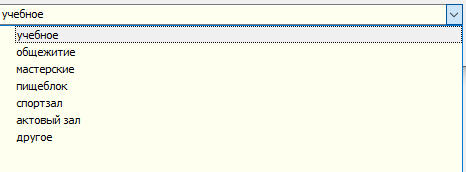 учебное
учебное
общежитие
мастерские
пищеблок
спортзал
актовый зал
другое